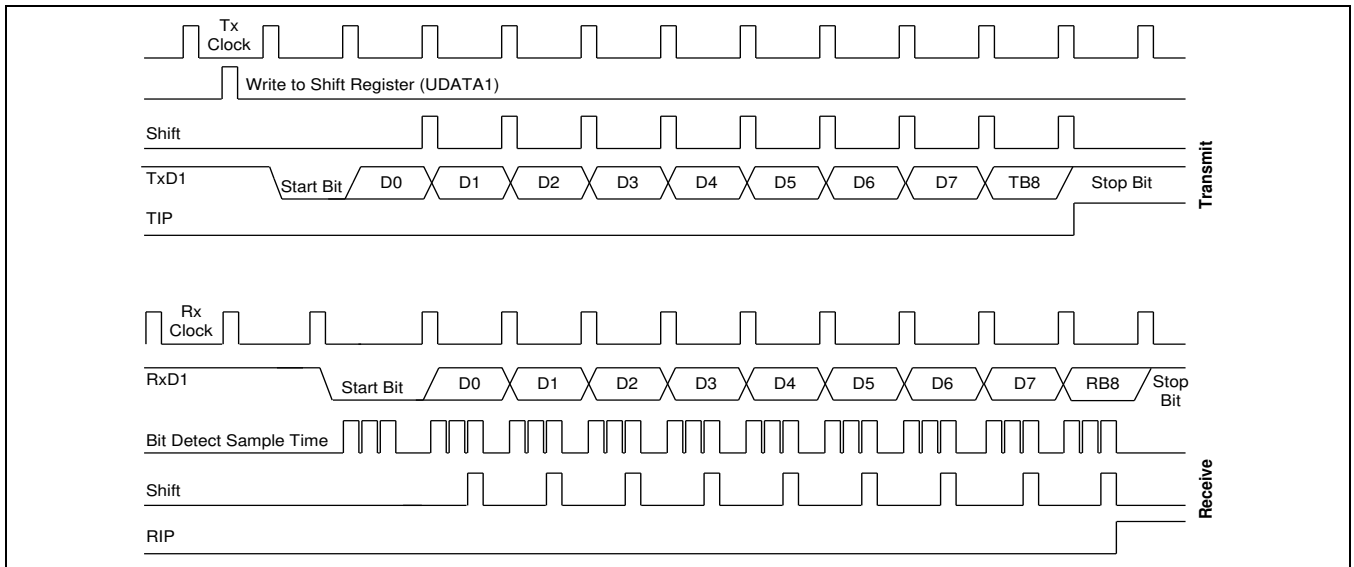 Tx
Clock
Write to Shift Register (UDATA1)
Shift
TxD1
Start Bit D0 D1 D2 D3 D4 D5 D6 D7 TB8 Stop Bit
TIP
Transmit
Rx
Clock
RxD1
Start Bit D0 D1 D2 D3 D4 D5 D6 D7 RB8 Stop
Bit
Bit Detect Sample Time
Shift
RIP
Receive